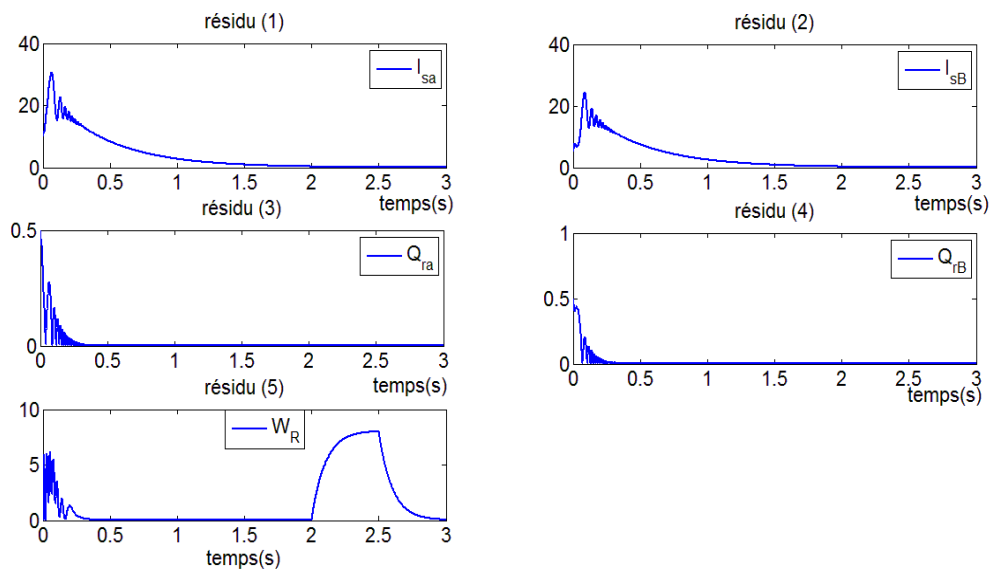 résidu (1)
40
20
0
I_sa
0 0.5 1 1.5 2 2.5 3
temps(s)
résidu (2)
40
20
0
I_sB
0 0.5 1 1.5 2 2.5 3
temps(s)
résidu (3)
0.5
0
Q_ra
0 0.5 1 1.5 2 2.5 3
temps(s)
résidu (4)
1
0.5
0
Q_rB
0 0.5 1 1.5 2 2.5 3
temps(s)
résidu (5)
10
5
0
W_R
0 0.5 1 1.5 2 2.5 3
temps(s)